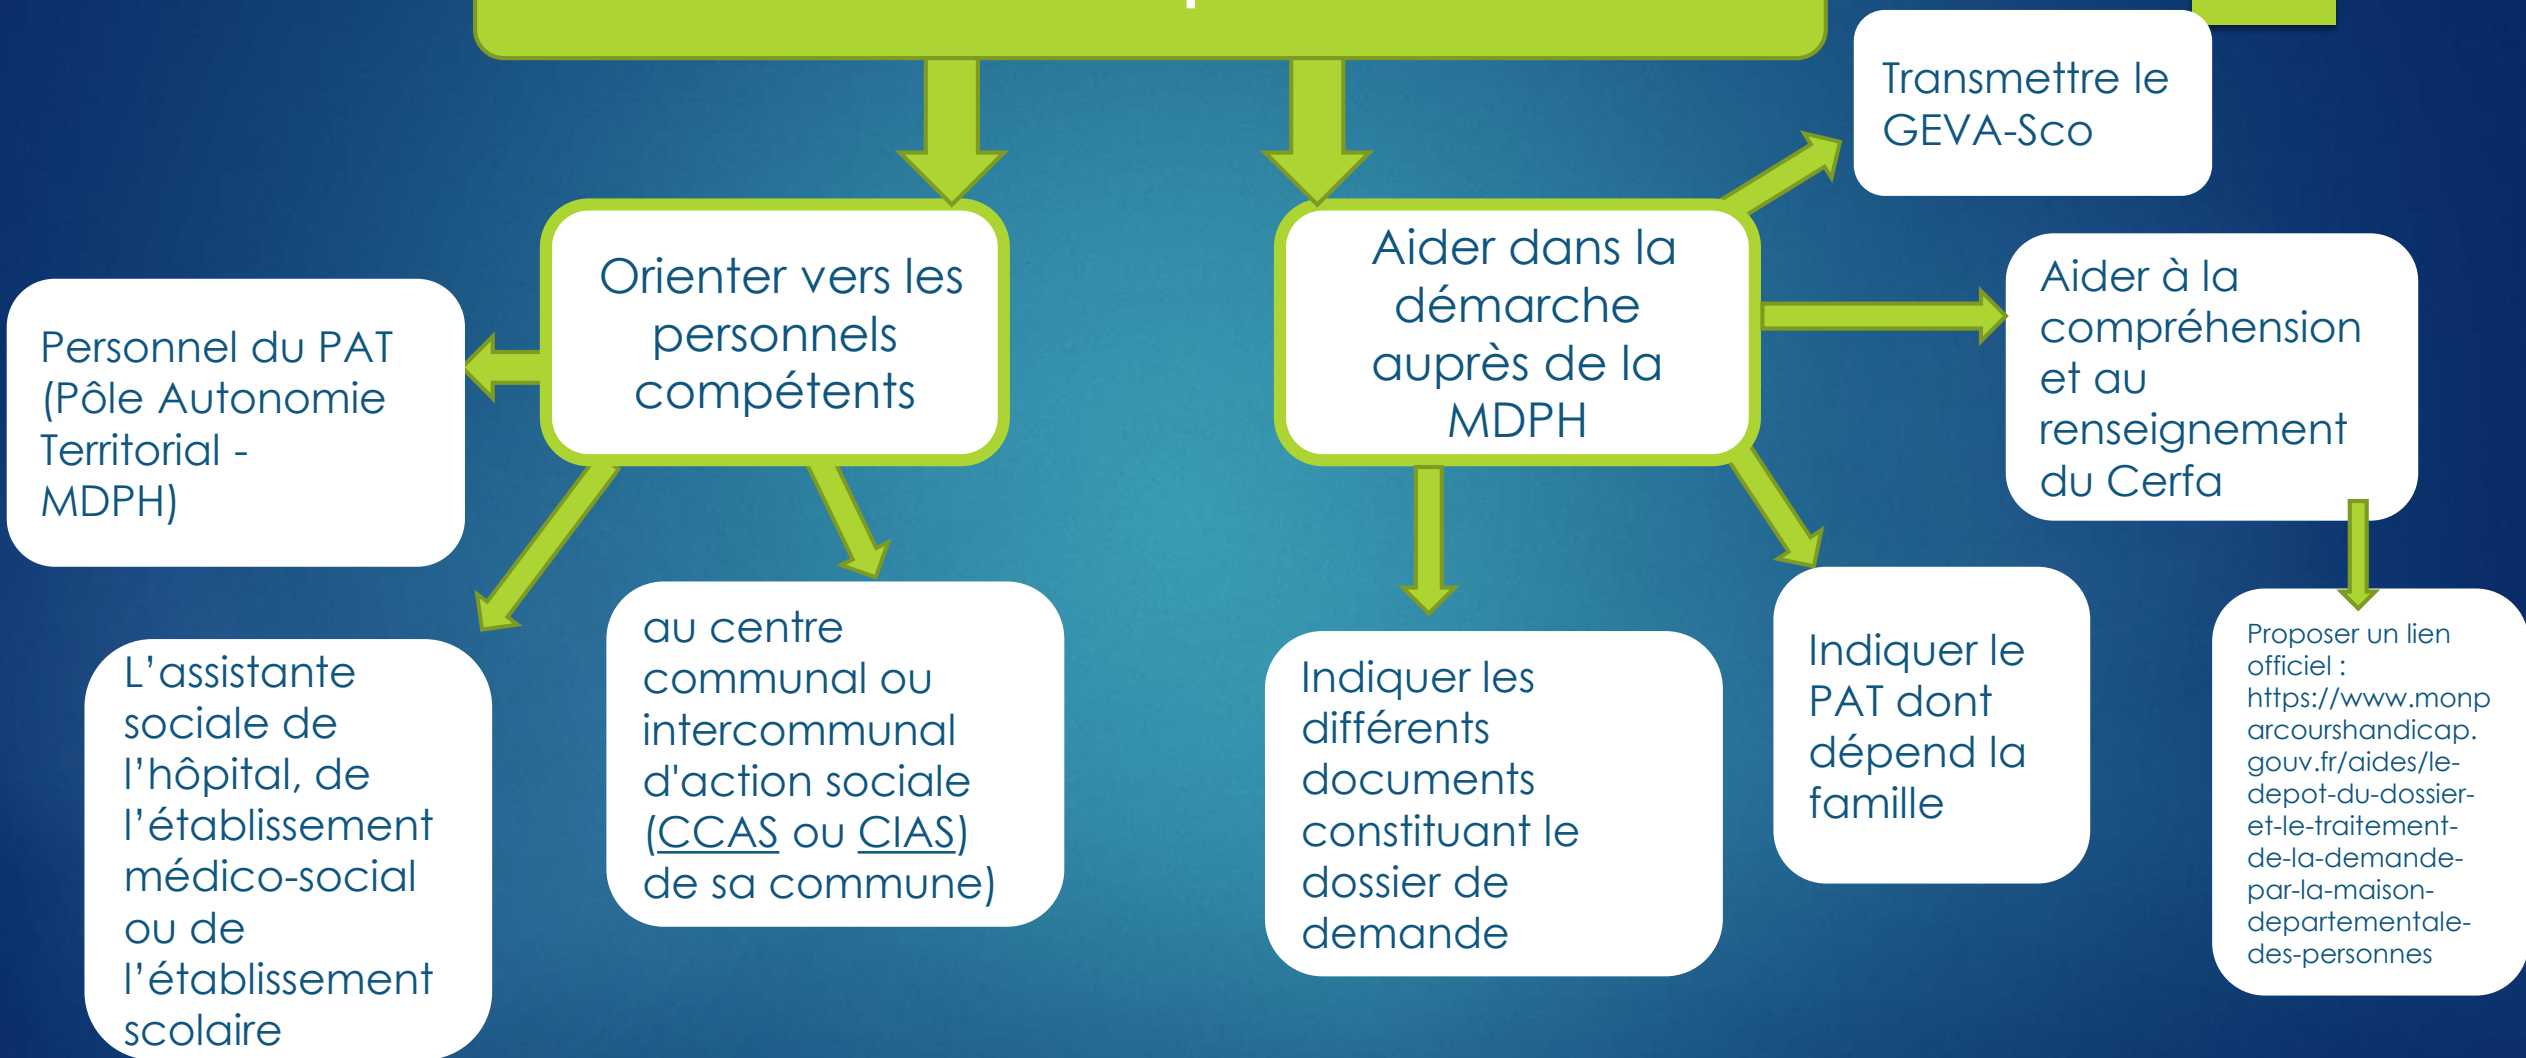 Transmettre le
GEVA-Sco
Orienter vers les
personnels
compétents
Aider dans la
démarche
auprès de la
MDPH
Aider à la
compréhension
et au
renseignement
du Cerfa
Personnel du PAT
(Pôle Autonomie
Territorial -
MDPH)
L’assistante
sociale de
l’hôpital, de
l’établissement
médico-social
ou de
l’établissement
scolaire
au centre
communal ou
intercommunal
d'action sociale
(CCAS ou CIAS)
de sa commune)
Indiquer les
différents
documents
constituant le
dossier de
demande
Indiquer le
PAT dont
dépend la
famille
Proposer un lien
officiel :
https://www.monp
arcourshandicap.
gouv.fr/aides/le-
depot-du-dossier-
et-le-traitement-
de-la-demande-
par-la-maison-
departementale-
des-personnes